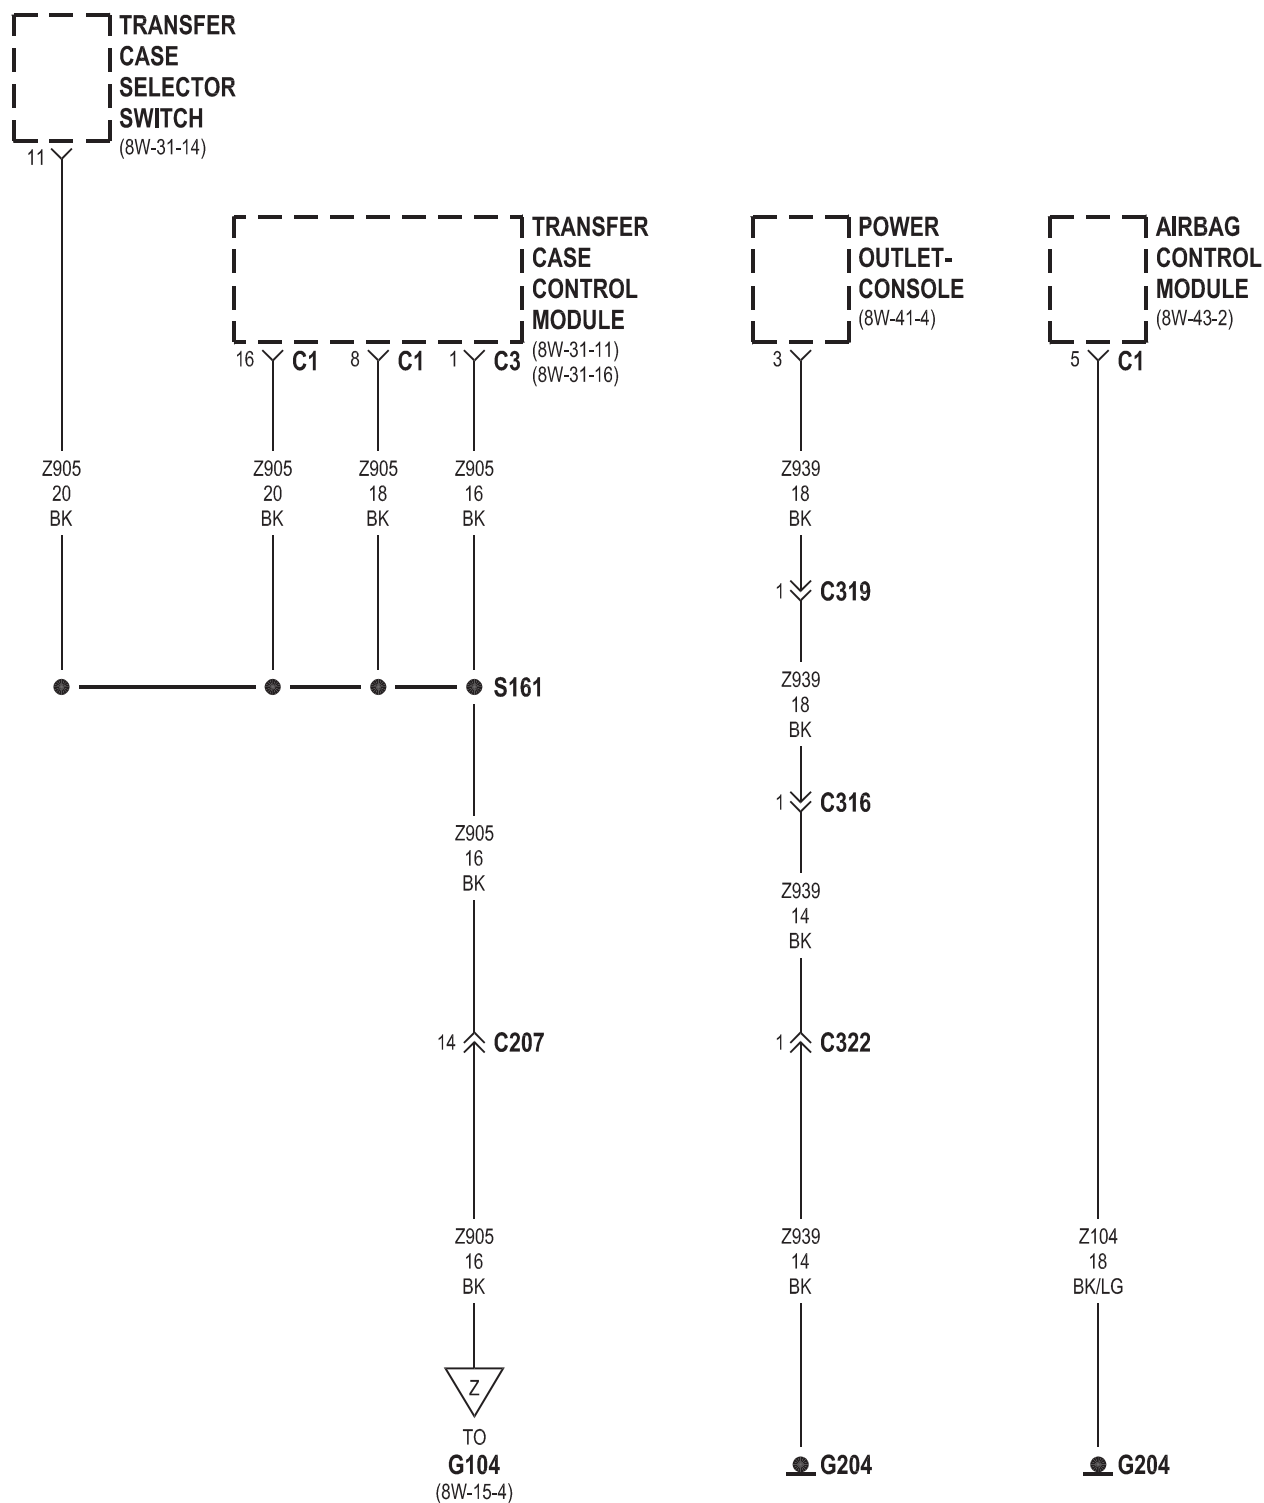 TRANSFER
CASE
SELECTOR
SWITCH
(8W-31-14)
11
TRANSFER
CASE
CONTROL
MODULE
(8W-31-11)
(8W-31-16)
16 C1
8 C1
1 C3
POWER
OUTLET-
CONSOLE
(8W-41-4)
3
AIRBAG
CONTROL
MODULE
(8W-43-2)
5 C1
Z905
20
BK
Z905
20
BK
Z905
18
BK
Z905
16
BK
Z939
18
BK
1 C319
S161
Z939
18
BK
1 C316
Z905
16
BK
Z939
14
BK
14 C207
1 C322
Z905
16
BK
Z939
14
BK
Z104
18
BK/LG
Z
TO
G104
(8W-15-4)
G204
G204